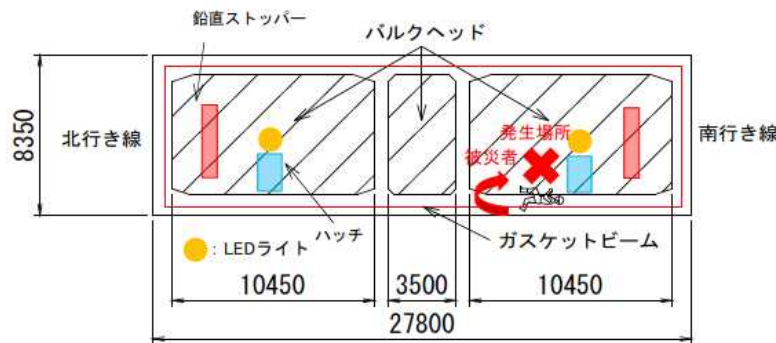 鉛直ストッパー
バルクヘッド
8350
北行き線
発生場所
被災者
南行き線
: LEDライト
ハッチ
ガスケットビーム
10450
3500
10450
27800